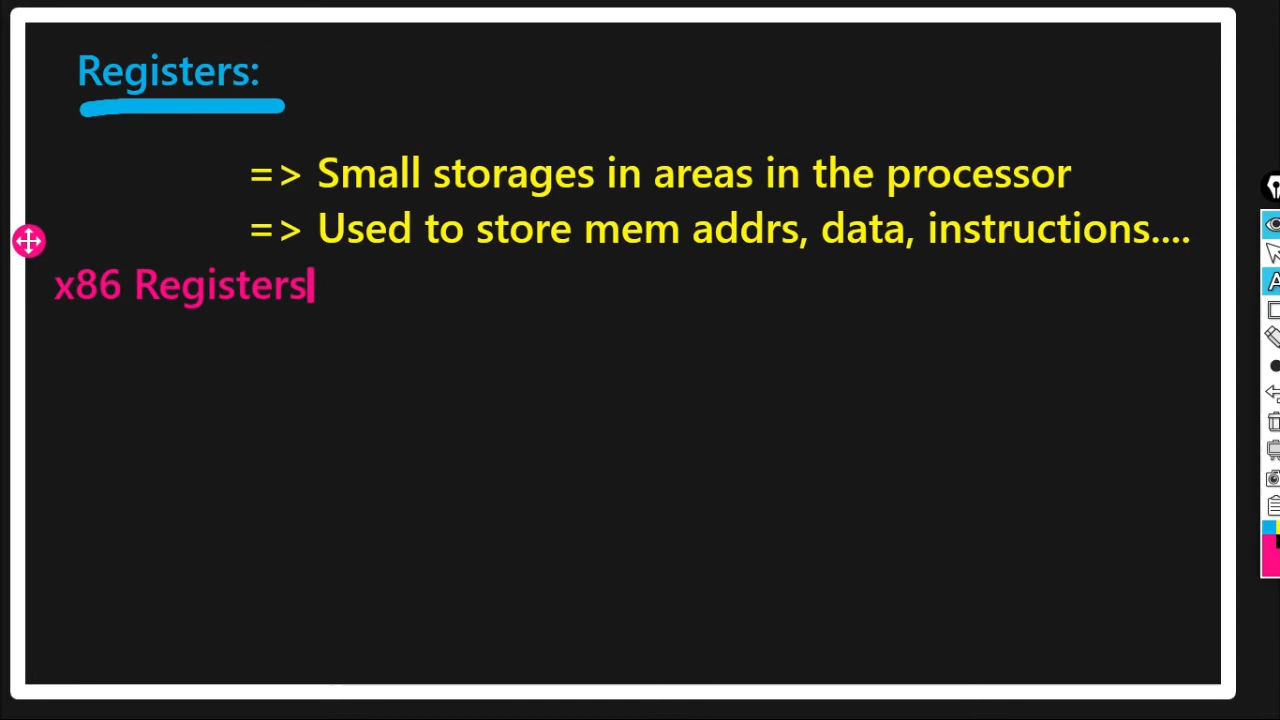 Registers:
=> Small storages in areas in the processor
=> Used to store mem addrs, data, instructions....
x86 Registers